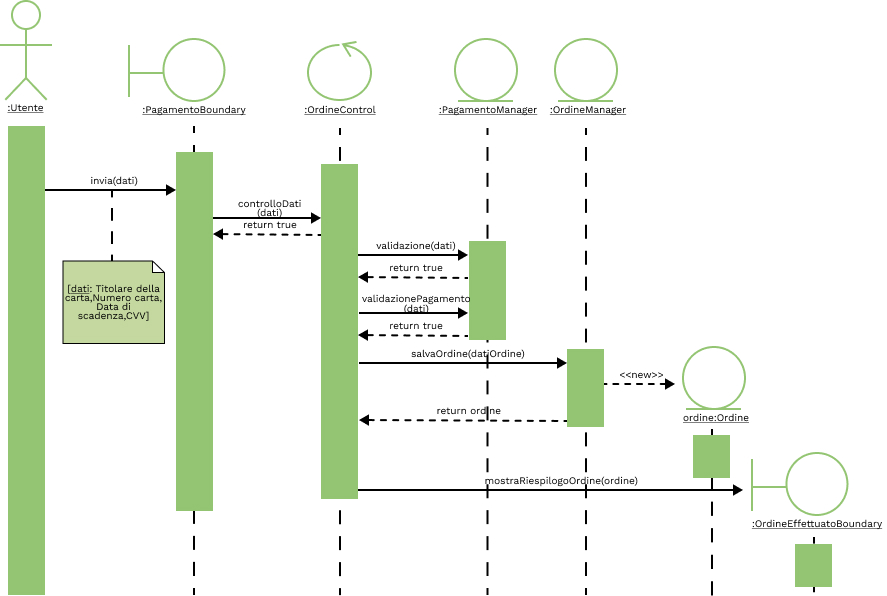 :Utente
:PagamentoBoundary
:OrdineControl
:PagamentoManager
:OrdineManager
invia(dati)
controlloDati
(dati)
return true
validazione(dati)
return true
[dati: Titolare della
carta,Numero carta,
Data di
scadenza,CVV]
validazionePagamento
(dati)
return true
salvaOrdine(datiOrdine)
<<new>>
return ordine
ordine:Ordine
mostraRiespilogoOrdine(ordine)
:OrdineEffettuatoBoundary